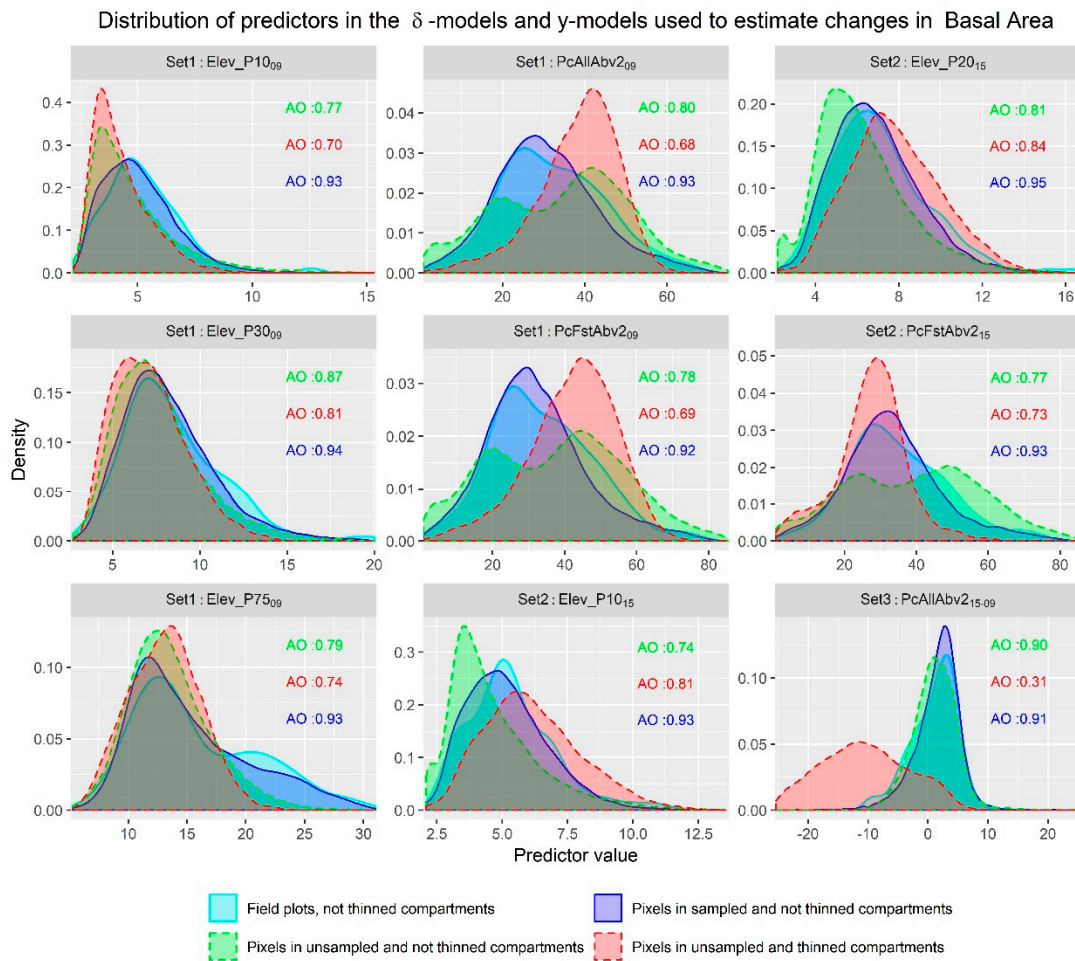 Distribution of predictors in the δ -models and y-models used to estimate changes in Basal Area
Set1 : Elev_P10₀₉
Set1 : PcAllAbv2₀₉
Set2 : Elev_P20₁₅
0.4
0.3
0.2
0.1
0.0
AO :0.77
AO :0.70
AO :0.93
5
10
15
0.05
0.04
0.03
0.02
0.01
0.00
AO :0.80
AO :0.68
AO :0.93
20
40
60
0.20
0.15
0.10
0.05
0.00
AO :0.81
AO :0.84
AO :0.95
4
8
12
16
Set1 : Elev_P30₀₉
Set1 : PcFstAbv2₀₉
Set2 : PcFstAbv2₁₅
Density
0.15
0.10
0.05
0.00
AO :0.87
AO :0.81
AO :0.94
5
10
15
20
0.03
0.02
0.01
0.00
AO :0.78
AO :0.69
AO :0.92
20
40
60
80
0.05
0.04
0.03
0.02
0.01
0.00
AO :0.77
AO :0.73
AO :0.93
20
40
60
80
Set1 : Elev_P75₀₉
Set2 : Elev_P10₁₅
Set3 : PcAllAbv2₁₅₋₀₉
0.10
0.05
0.00
AO :0.79
AO :0.74
AO :0.93
10
15
20
25
30
0.3
0.2
0.1
0.0
AO :0.74
AO :0.81
AO :0.93
2.5
5.0
7.5
10.0
12.5
0.10
0.05
0.00
AO :0.90
AO :0.31
AO :0.91
-20
-10
0
10
20
Predictor value
Field plots, not thinned compartments
Pixels in sampled and not thinned compartments
Pixels in unsampled and not thinned compartments
Pixels in unsampled and thinned compartments